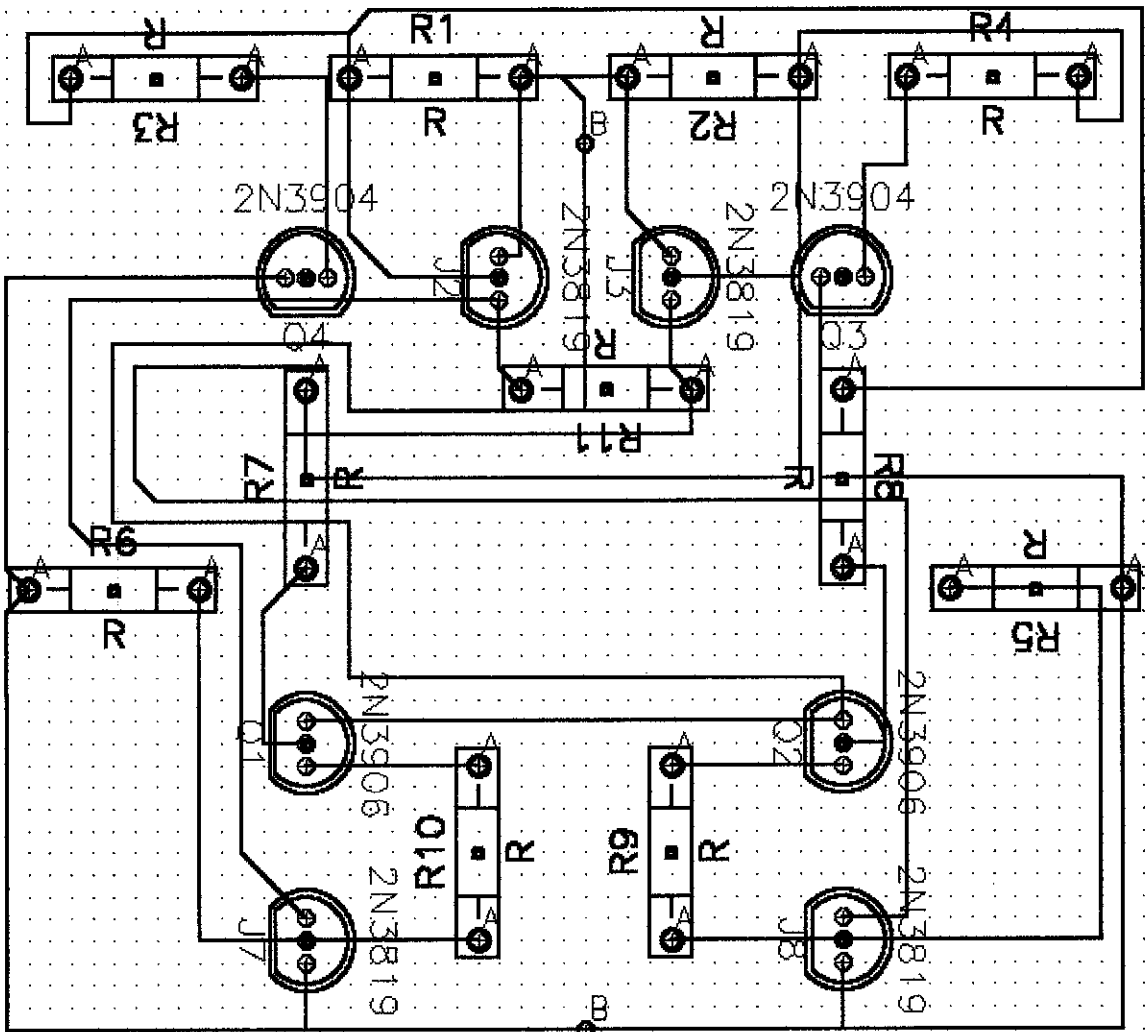 A R A A R1 A A R A A R4 A
R3 R B R2 R
2N3904 2N3819 2N3819 2N3904
J2 J3
Q4 Q3
A A R A A
R11
R7 R R R8
R6 A A R
A A A A
R R5
2N3906 2N3906
Q1 Q2
A A
R10 R R9 R
2N3819 2N3819
A A
J7 J8
B